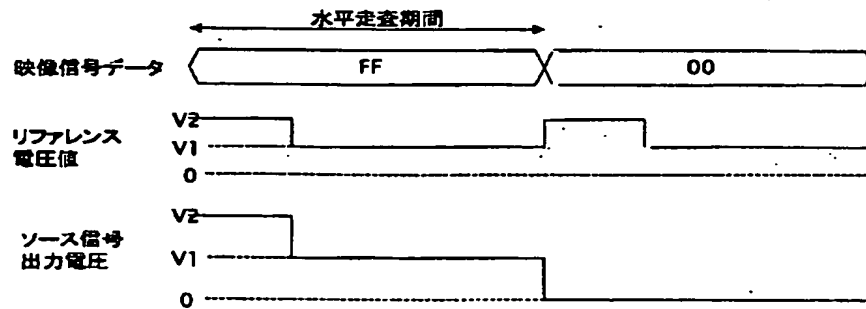 水平走査期間
映像信号データ
FF
00
リファレンス
電圧値
V2
V1
0
ソース信号
出力電圧
V2
V1
0